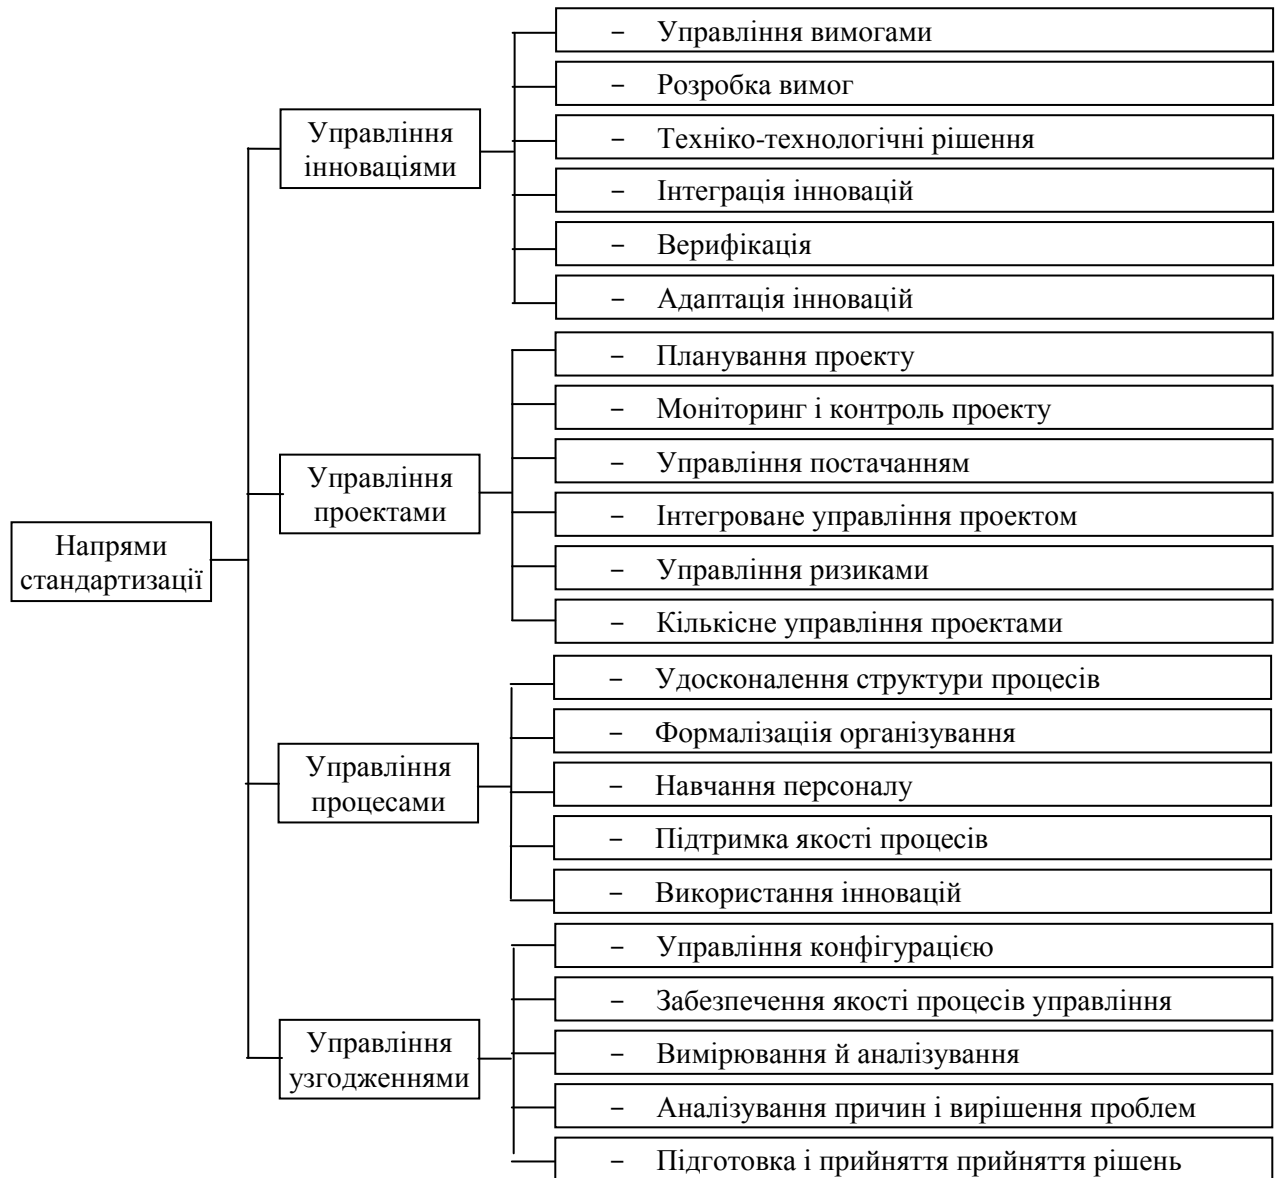 Напрями
стандартизації
Управління
інноваціями
– Управління вимогами
– Розробка вимог
– Техніко-технологічні рішення
– Інтеграція інновацій
– Верифікація
– Адаптація інновацій
Управління
проектами
– Планування проекту
– Моніторинг і контроль проекту
– Управління постачанням
– Інтегроване управління проектом
– Управління ризиками
– Кількісне управління проектами
Управління
процесами
– Удосконалення структури процесів
– Формалізаціія організування
– Навчання персоналу
– Підтримка якості процесів
– Використання інновацій
Управління
узгодженнями
– Управління конфігурацією
– Забезпечення якості процесів управління
– Вимірювання й аналізування
– Аналізування причин і вирішення проблем
– Підготовка і прийняття прийняття рішень